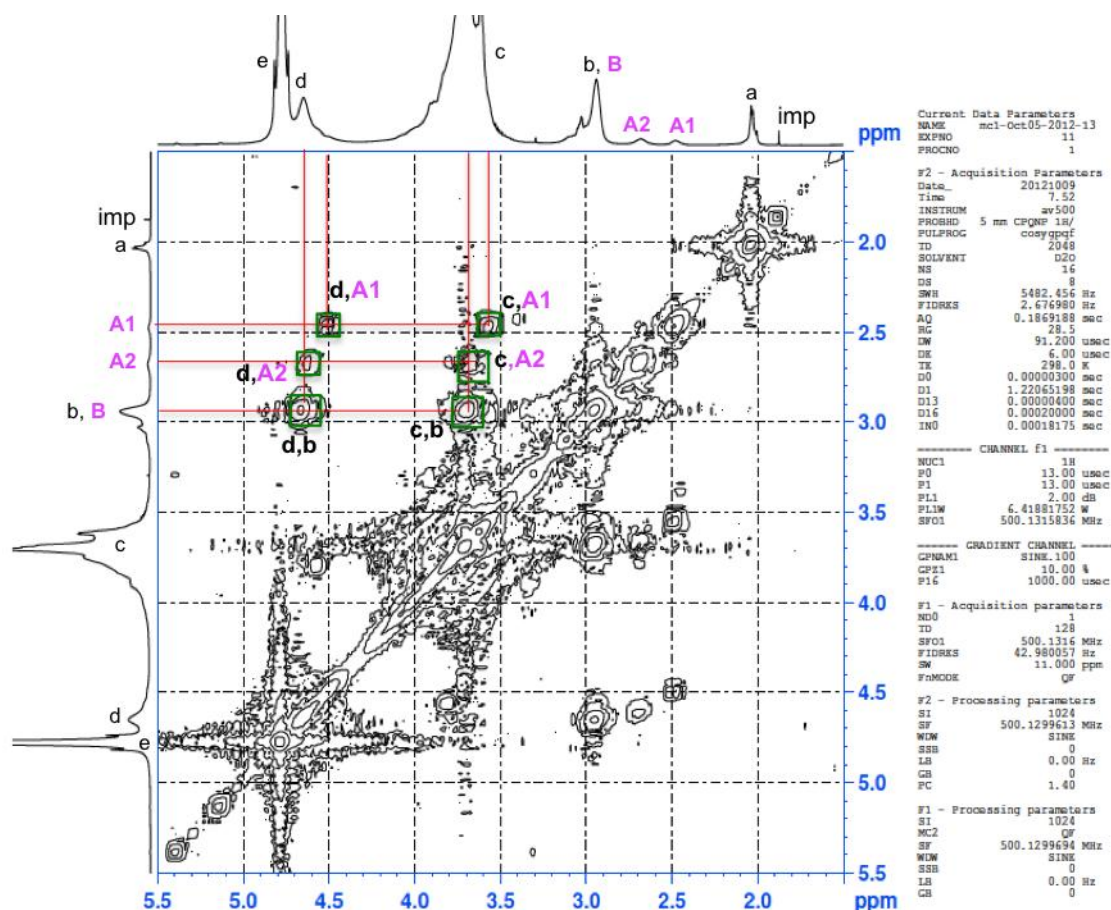 e
d
c
b, B
A2
A1
a
imp
ppm
ppm
imp
a
A1
A2
b, B
c
d
e
d,A1
c,A1
d,A2
c,A2
d,b
c,b
2.0
2.5
3.0
3.5
4.0
4.5
5.0
5.5
5.5 5.0 4.5 4.0 3.5 3.0 2.5 2.0 ppm
Current Data Parameters
NAME mc1-Oct05-2012-13
EXPNO 11
PROCNO 1
F2 - Acquisition Parameters
Date_ 20121009
Time 7.52
INSTRUM av500
PROBHD 5 mm CPQNP 1H/
PULPROG cosygpqf
TD 2048
SOLVENT D2O
NS 16
DS 8
SWH 5482.456 Hz
FIDRES 2.676980 Hz
AQ 0.1869188 sec
RG 28.5
DW 91.200 usec
DE 6.00 usec
TE 298.0 K
D0 0.00000300 sec
D1 1.22065198 sec
D13 0.00000400 sec
D16 0.00020000 sec
IN0 0.00018175 sec
======== CHANNEL f1 ========
NUC1 1H
P0 13.00 usec
P1 13.00 usec
PL1 2.00 dB
PL1W 6.41881752 W
SFO1 500.1315836 MHz
====== GRADIENT CHANNEL =====
GPNAM1 SINE.100
GPZ1 10.00 %
P16 1000.00 usec
F1 - Acquisition parameters
ND0 1
TD 128
SFO1 500.1316 MHz
FIDRES 42.980057 Hz
SW 11.000 ppm
FnMODE QF
F2 - Processing parameters
SI 1024
SF 500.1299613 MHz
WDW SINE
SSB 0
LB 0.00 Hz
GB 0
PC 1.40
F1 - Processing parameters
SI 1024
MC2 QF
SF 500.1299694 MHz
WDW SINE
SSB 0
LB 0.00 Hz
GB 0